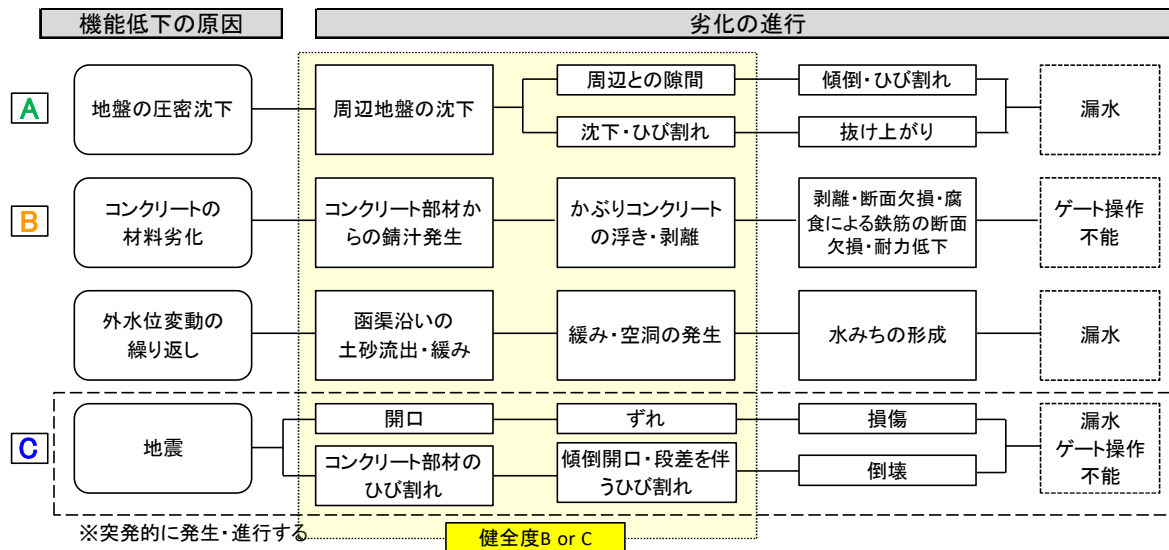 機能低下の原因
劣化の進行
A
地盤の圧密沈下
周辺地盤の沈下
周辺との隙間
傾倒・ひび割れ
沈下・ひび割れ
抜け上がり
漏水
B
コンクリートの
材料劣化
コンクリート部材か
らの錆汁発生
かぶりコンクリート
の浮き・剥離
剥離・断面欠損・腐
食による鉄筋の断面
欠損・耐力低下
ゲート操作
不能
外水位変動の
繰り返し
函渠沿いの
土砂流出・緩み
緩み・空洞の発生
水みちの形成
漏水
C
地震
開口
ずれ
損傷
コンクリート部材の
ひび割れ
傾倒開口・段差を伴
うひび割れ
倒壊
漏水
ゲート操作
不能
※突発的に発生・進行する
健全度B or C